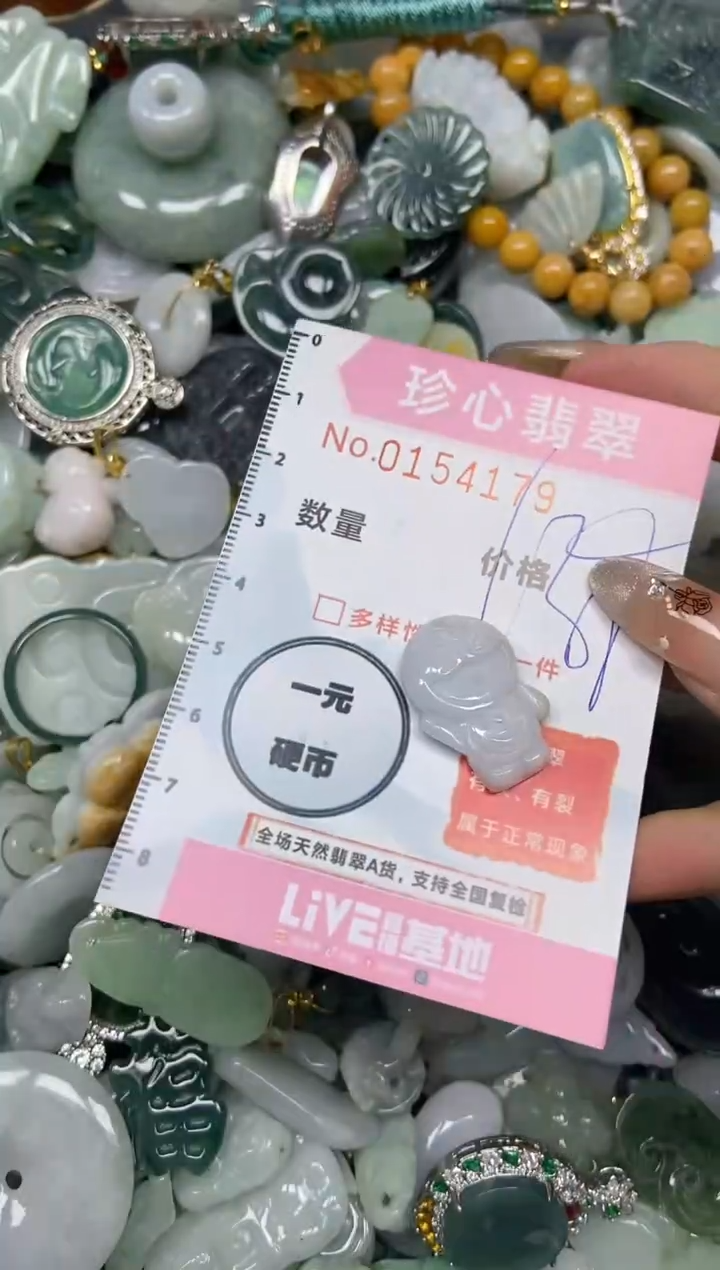 0
珍心翡翠
1
No.0154179
2
数量
3
价格
4
多样性
一件
5
一元
硬币
6
翠
有裂
7
属于正常现象
全场天然翡翠A货，支持全国复检
8
LiVE
基地